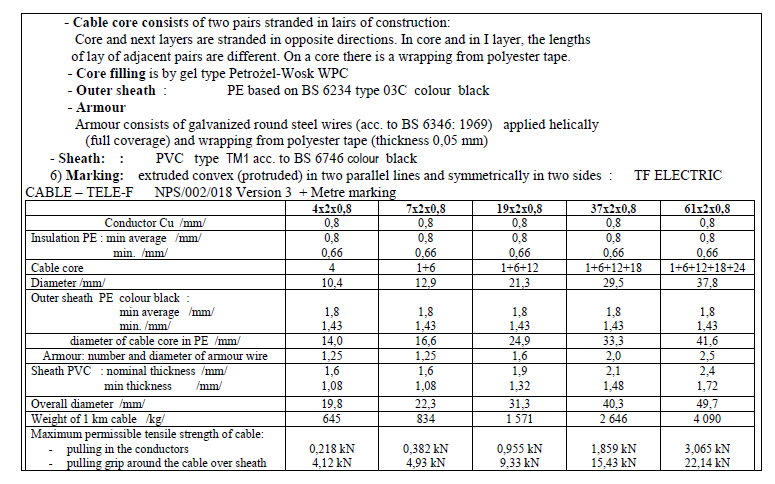 - Cable core consists of two pairs stranded in lairs of construction:
Core and next layers are stranded in opposite directions. In core and in I layer, the lengths
of lay of adjacent pairs are different. On a core there is a wrapping from polyester tape.
- Core filling is by gel type Petrożel-Wosk WPC
- Outer sheath : PE based on BS 6234 type 03C colour black
- Armour
Armour consists of galvanized round steel wires (acc. to BS 6346: 1969) applied helically
(full coverage) and wrapping from polyester tape (thickness 0,05 mm)
- Sheath: : PVC type TM1 acc. to BS 6746 colour black
6) Marking: extruded convex (protruded) in two parallel lines and symmetrically in two sides : TF ELECTRIC
CABLE – TELE-F NPS/002/018 Version 3 + Metre marking
4x2x0,8 7x2x0,8 19x2x0,8 37x2x0,8 61x2x0,8
Conductor Cu /mm/ 0,8 0,8 0,8 0,8 0,8
Insulation PE : min average /mm/ 0,8 0,8 0,8 0,8 0,8
min. /mm/ 0,66 0,66 0,66 0,66 0,66
Cable core 4 1+6 1+6+12 1+6+12+18 1+6+12+18+24
Diameter /mm/ 10,4 12,9 21,3 29,5 37,8
Outer sheath PE colour black :
min average /mm/ 1,8 1,8 1,8 1,8 1,8
min. /mm/ 1,43 1,43 1,43 1,43 1,43
diameter of cable core in PE /mm/ 14,0 16,6 24,9 33,3 41,6
Armour: number and diameter of armour wire 1,25 1,25 1,6 2,0 2,5
Sheath PVC : nominal thickness /mm/ 1,6 1,6 1,9 2,1 2,4
min thickness /mm/ 1,08 1,08 1,32 1,48 1,72
Overall diameter /mm/ 19,8 22,3 31,3 40,3 49,7
Weight of 1 km cable /kg/ 645 834 1 571 2 646 4 090
Maximum permissible tensile strength of cable:
- pulling in the conductors 0,218 kN 0,382 kN 0,955 kN 1,859 kN 3,065 kN
- pulling grip around the cable over sheath 4,12 kN 4,93 kN 9,33 kN 15,43 kN 22,14 kN